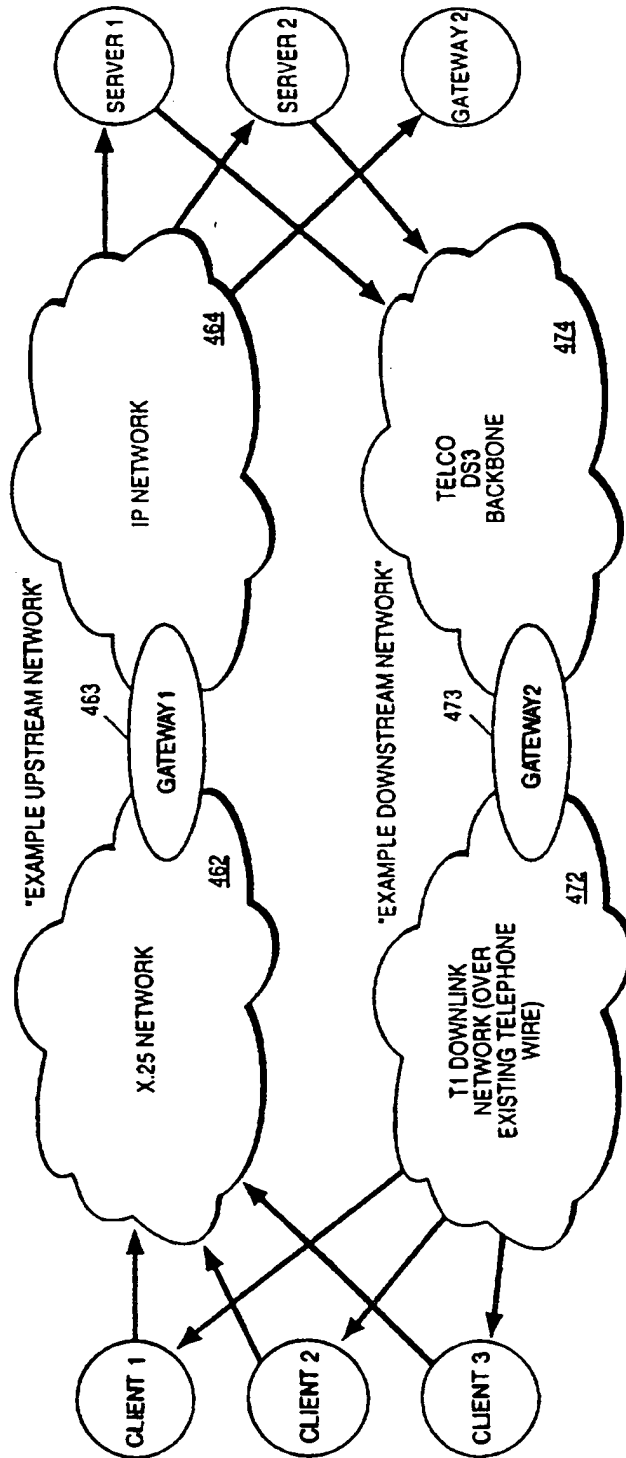 CLIENT 1
CLIENT 2
CLIENT 3
"EXAMPLE UPSTREAM NETWORK"
X.25 NETWORK
462
463
GATEWAY 1
IP NETWORK
464
SERVER 1
SERVER 2
GATEWAY 2
"EXAMPLE DOWNSTREAM NETWORK"
T1 DOWNLINK
NETWORK (OVER
EXISTING TELEPHONE
WIRE)
472
473
GATEWAY2
TELCO
DS3
BACKBONE
474